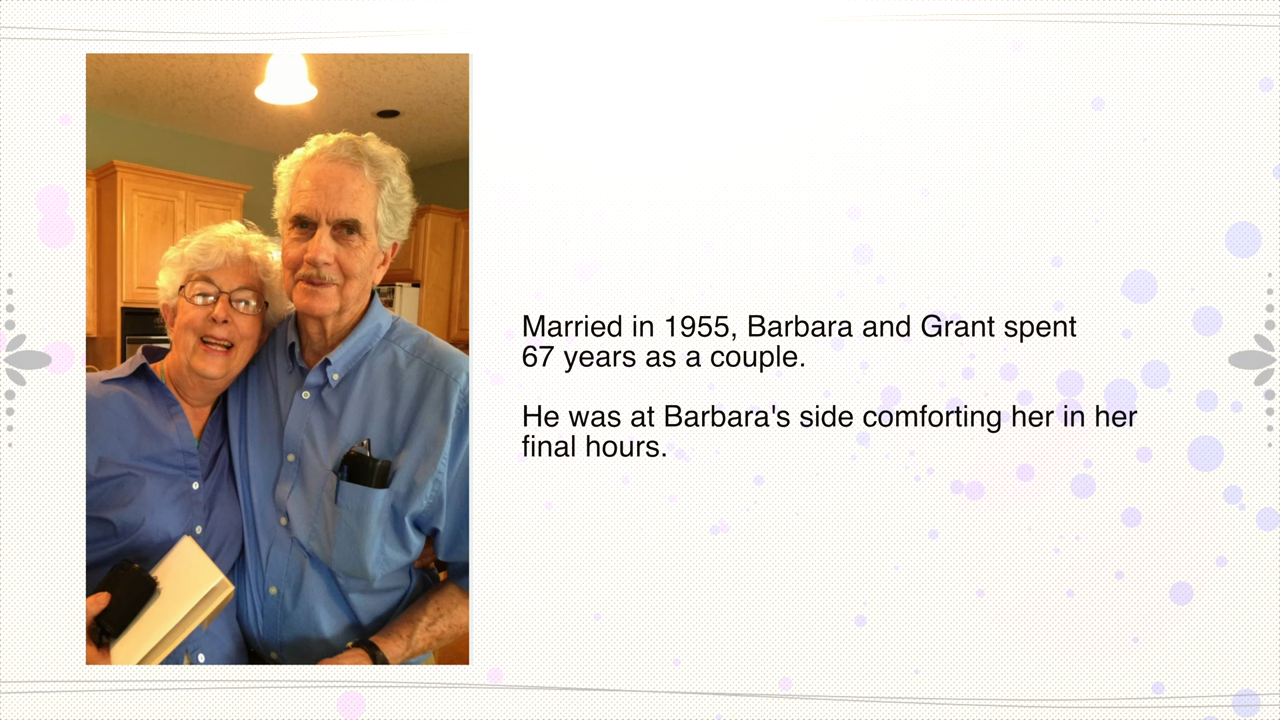 Married in 1955, Barbara and Grant spent
67 years as a couple.
He was at Barbara's side comforting her in her
final hours.